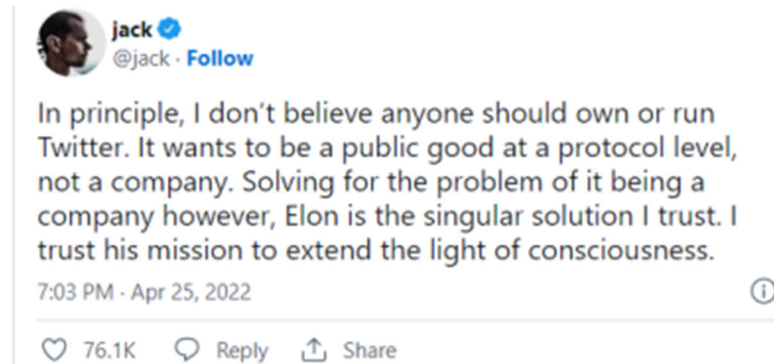 jack
@jack · Follow
In principle, I don't believe anyone should own or run
Twitter. It wants to be a public good at a protocol level,
not a company. Solving for the problem of it being a
company however, Elon is the singular solution I trust. I
trust his mission to extend the light of consciousness.
7:03 PM · Apr 25, 2022
76.1K Reply Share